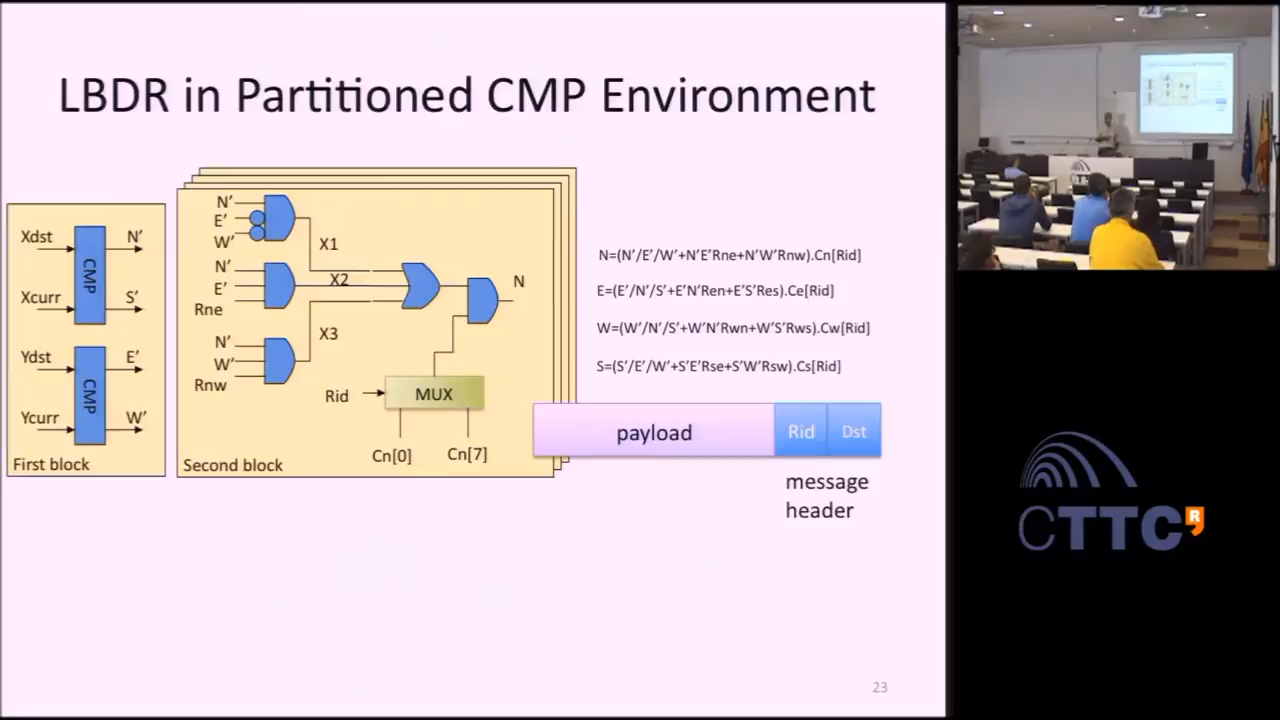 LBDR in Partitioned CMP Environment
Xdst
N'
CMP
Xcurr
S'
Ydst
E'
CMP
Ycurr
W'
First block
N'
E'
W'
X1
N'
E'
Rne
X2
N'
W'
Rnw
X3
N
Rid
MUX
Cn[0]
Cn[7]
Second block
N=(N'/E'/W'+N'E'Rne+N'W'Rnw).Cn[Rid]
E=(E'/N'/S'+E'N'Ren+E'S'Res).Ce[Rid]
W=(W'/N'/S'+W'N'Rwn+W'S'Rws).Cw[Rid]
S=(S'/E'/W'+S'E'Rse+S'W'Rsw).Cs[Rid]
payload
Rid
Dst
message
header
23
CTTC
CTTC R